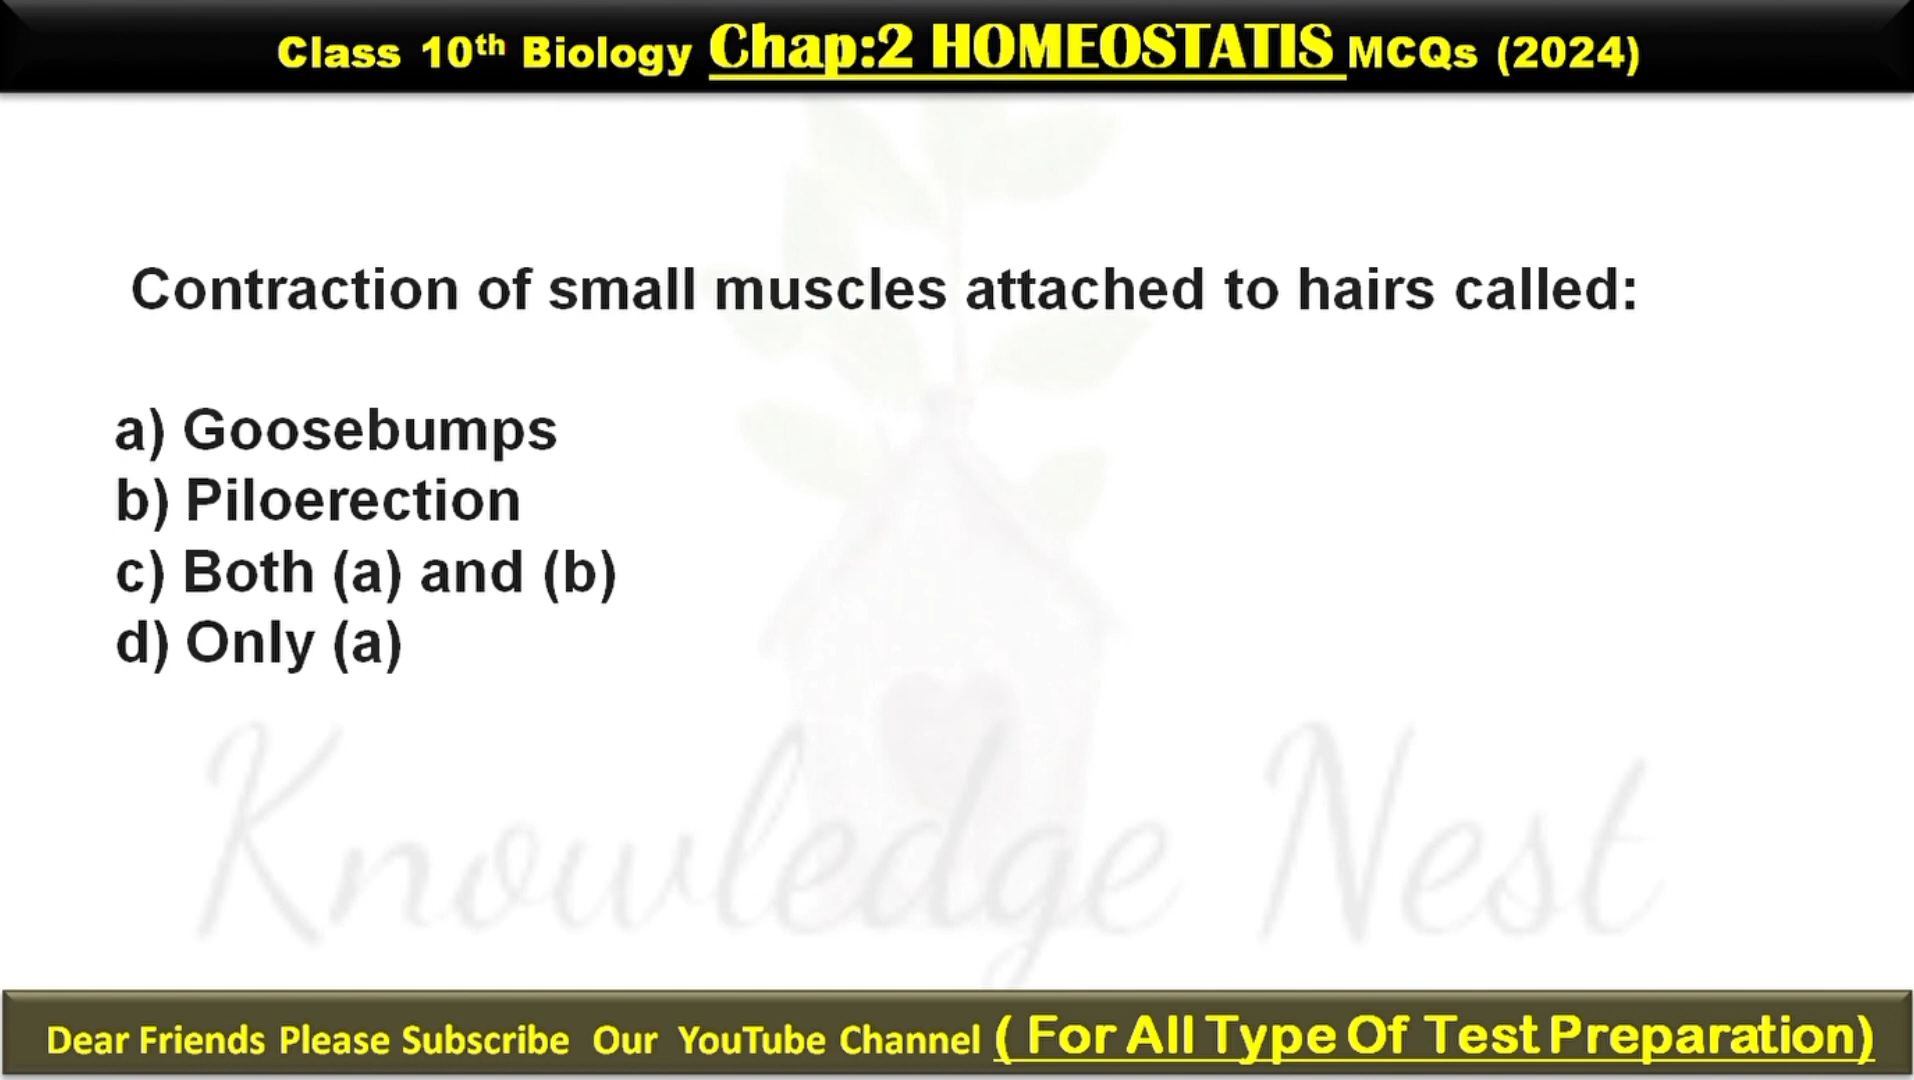 Class 10th Biology Chap:2 HOMEOSTATIS MCQs (2024)
Contraction of small muscles attached to hairs called:
a) Goosebumps
b) Piloerection
c) Both (a) and (b)
d) Only (a)
Knowledge Nest
Dear Friends Please Subscribe Our YouTube Channel ( For All Type Of Test Preparation)